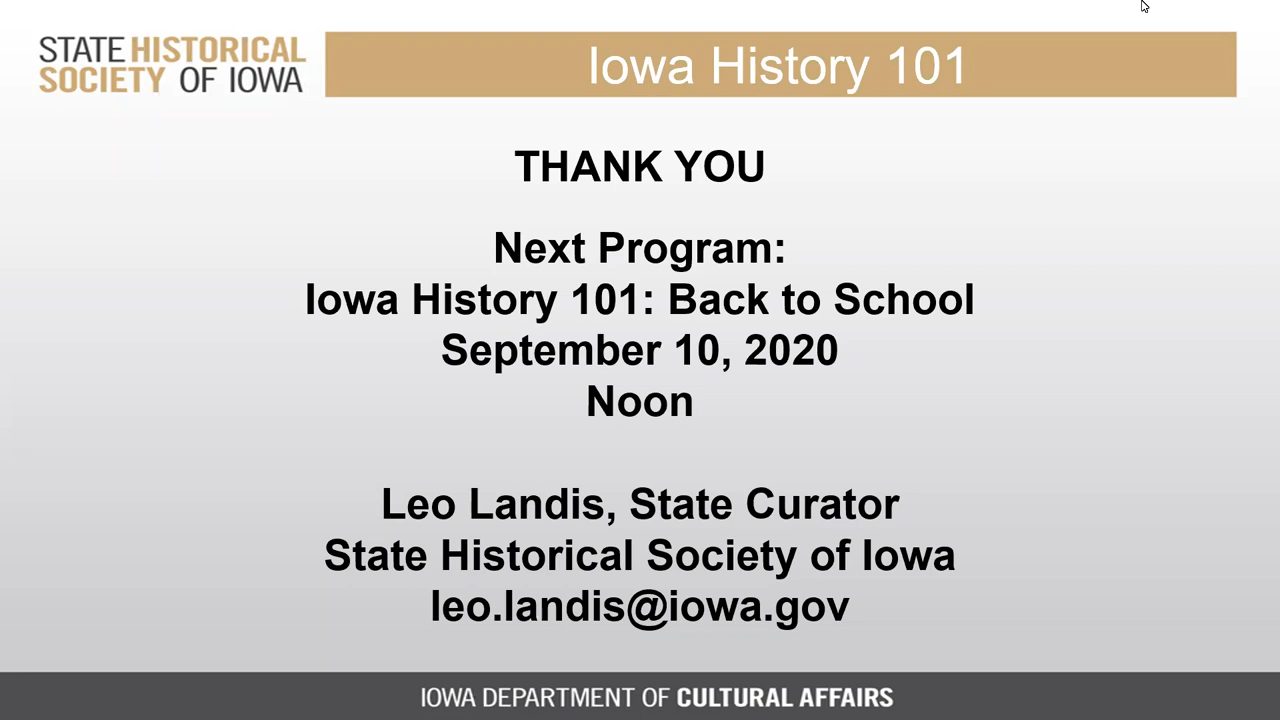 STATE HISTORICAL
SOCIETY OF IOWA
Iowa History 101
THANK YOU
Next Program:
Iowa History 101: Back to School
September 10, 2020
Noon
Leo Landis, State Curator
State Historical Society of Iowa
leo.landis@iowa.gov
IOWA DEPARTMENT OF CULTURAL AFFAIRS